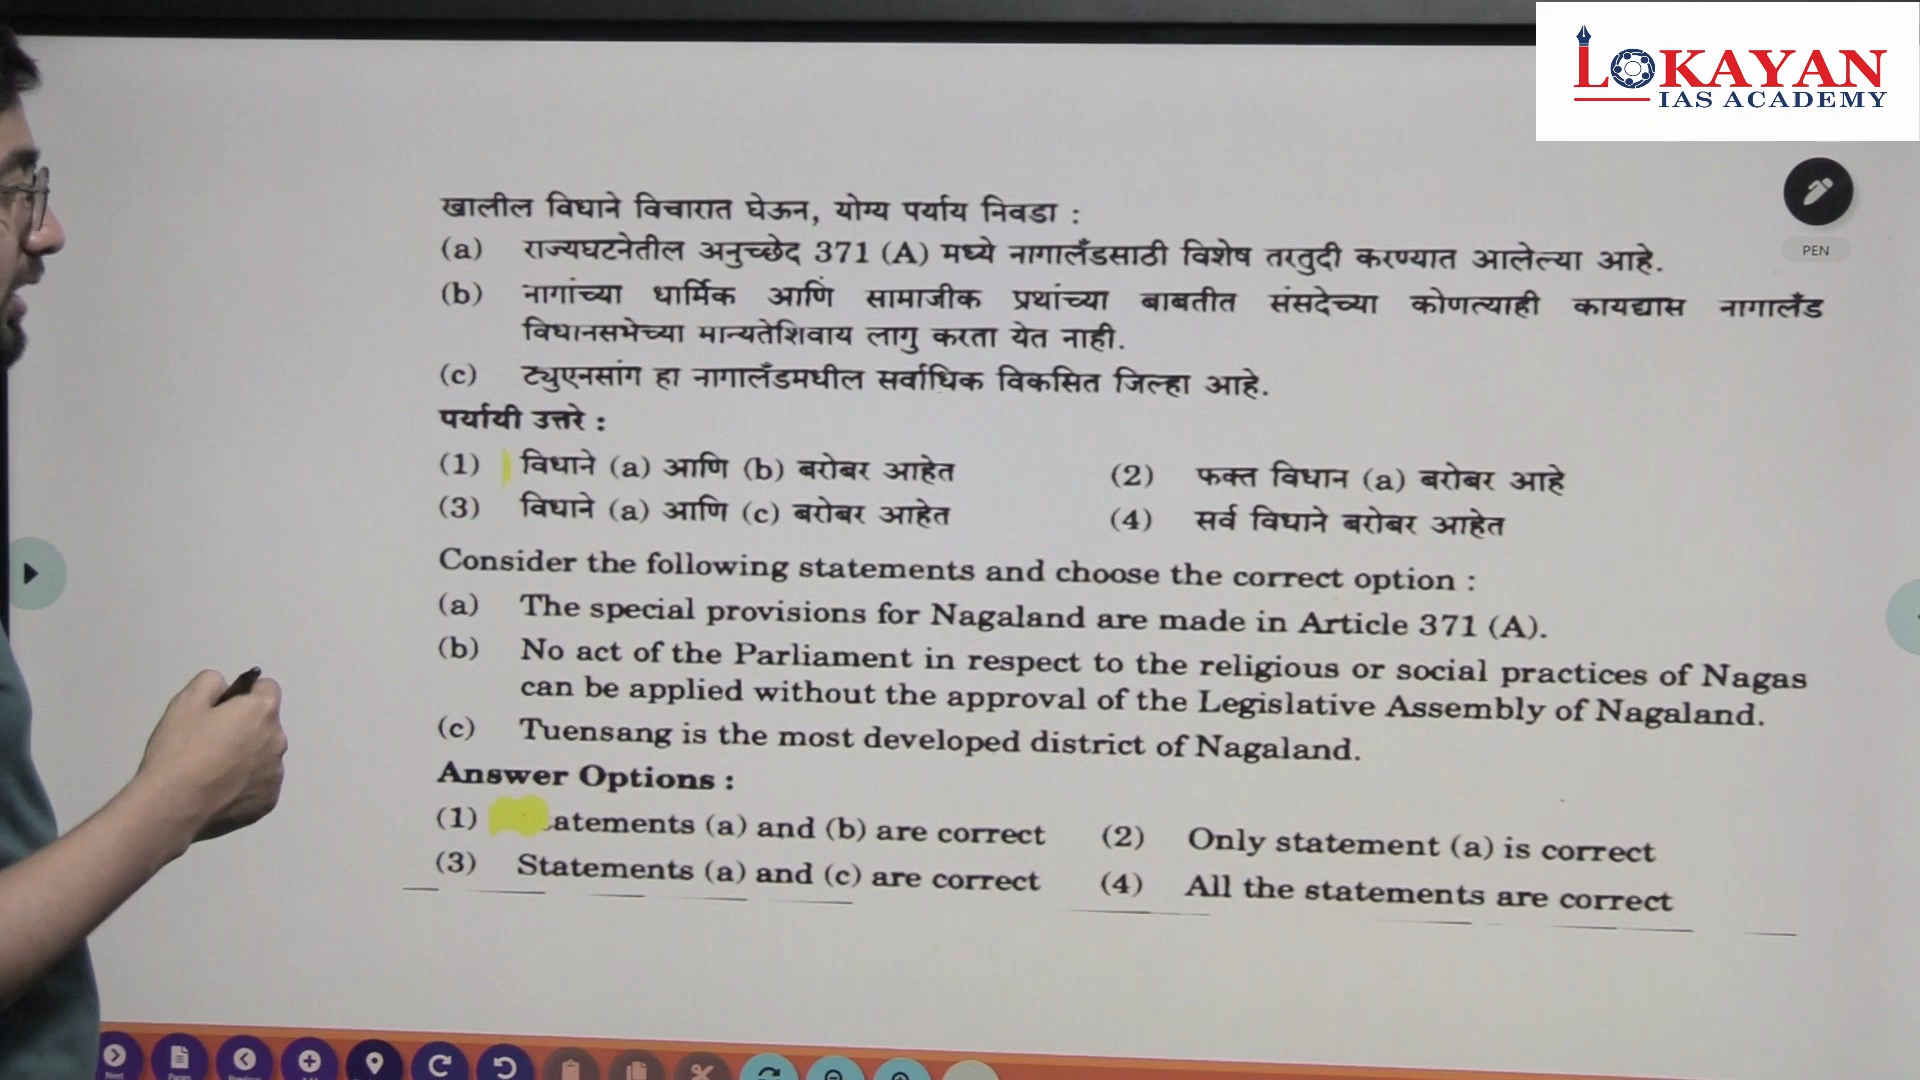 LOKAYAN
IAS ACADEMY
PEN
खालील विधाने विचारात घेऊन, योग्य पर्याय निवडा :
(a) राज्यघटनेतील अनुच्छेद 371 (A) मध्ये नागालँडसाठी विशेष तरतुदी करण्यात आलेल्या आहे.
(b) नागांच्या धार्मिक आणि सामाजीक प्रथांच्या बाबतीत संसदेच्या कोणत्याही कायद्यास नागालँड
विधानसभेच्या मान्यतेशिवाय लागु करता येत नाही.
(c) ट्युएनसांग हा नागालँडमधील सर्वाधिक विकसित जिल्हा आहे.
पर्यायी उत्तरे :
(1) विधाने (a) आणि (b) बरोबर आहेत (2) फक्त विधान (a) बरोबर आहे
(3) विधाने (a) आणि (c) बरोबर आहेत (4) सर्व विधाने बरोबर आहेत
Consider the following statements and choose the correct option :
(a) The special provisions for Nagaland are made in Article 371 (A).
(b) No act of the Parliament in respect to the religious or social practices of Nagas
can be applied without the approval of the Legislative Assembly of Nagaland.
(c) Tuensang is the most developed district of Nagaland.
Answer Options :
(1) atements (a) and (b) are correct (2) Only statement (a) is correct
(3) Statements (a) and (c) are correct (4) All the statements are correct
Next